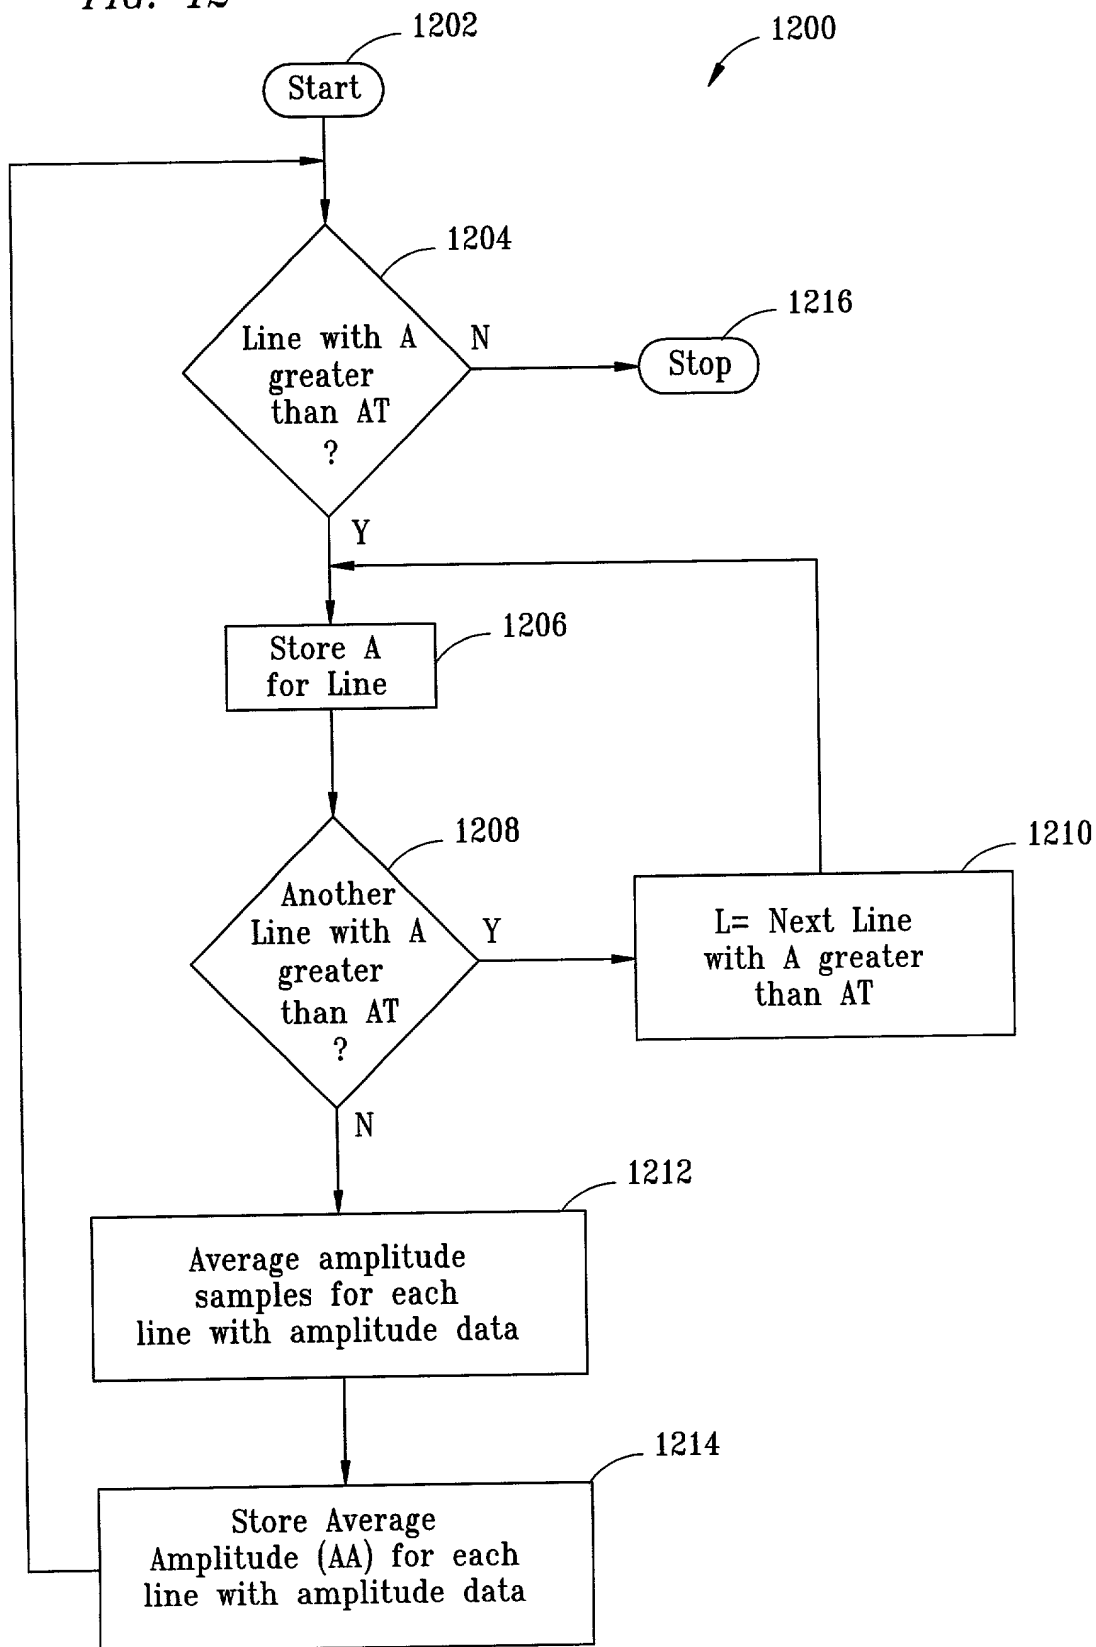 FIG. 12
1202
1200
Start
1204
Line with A
greater
than AT
?
N
1216
Stop
Y
1206
Store A
for Line
1208
Another
Line with A
greater
than AT
?
Y
1210
L= Next Line
with A greater
than AT
N
1212
Average amplitude
samples for each
line with amplitude data
1214
Store Average
Amplitude (AA) for each
line with amplitude data